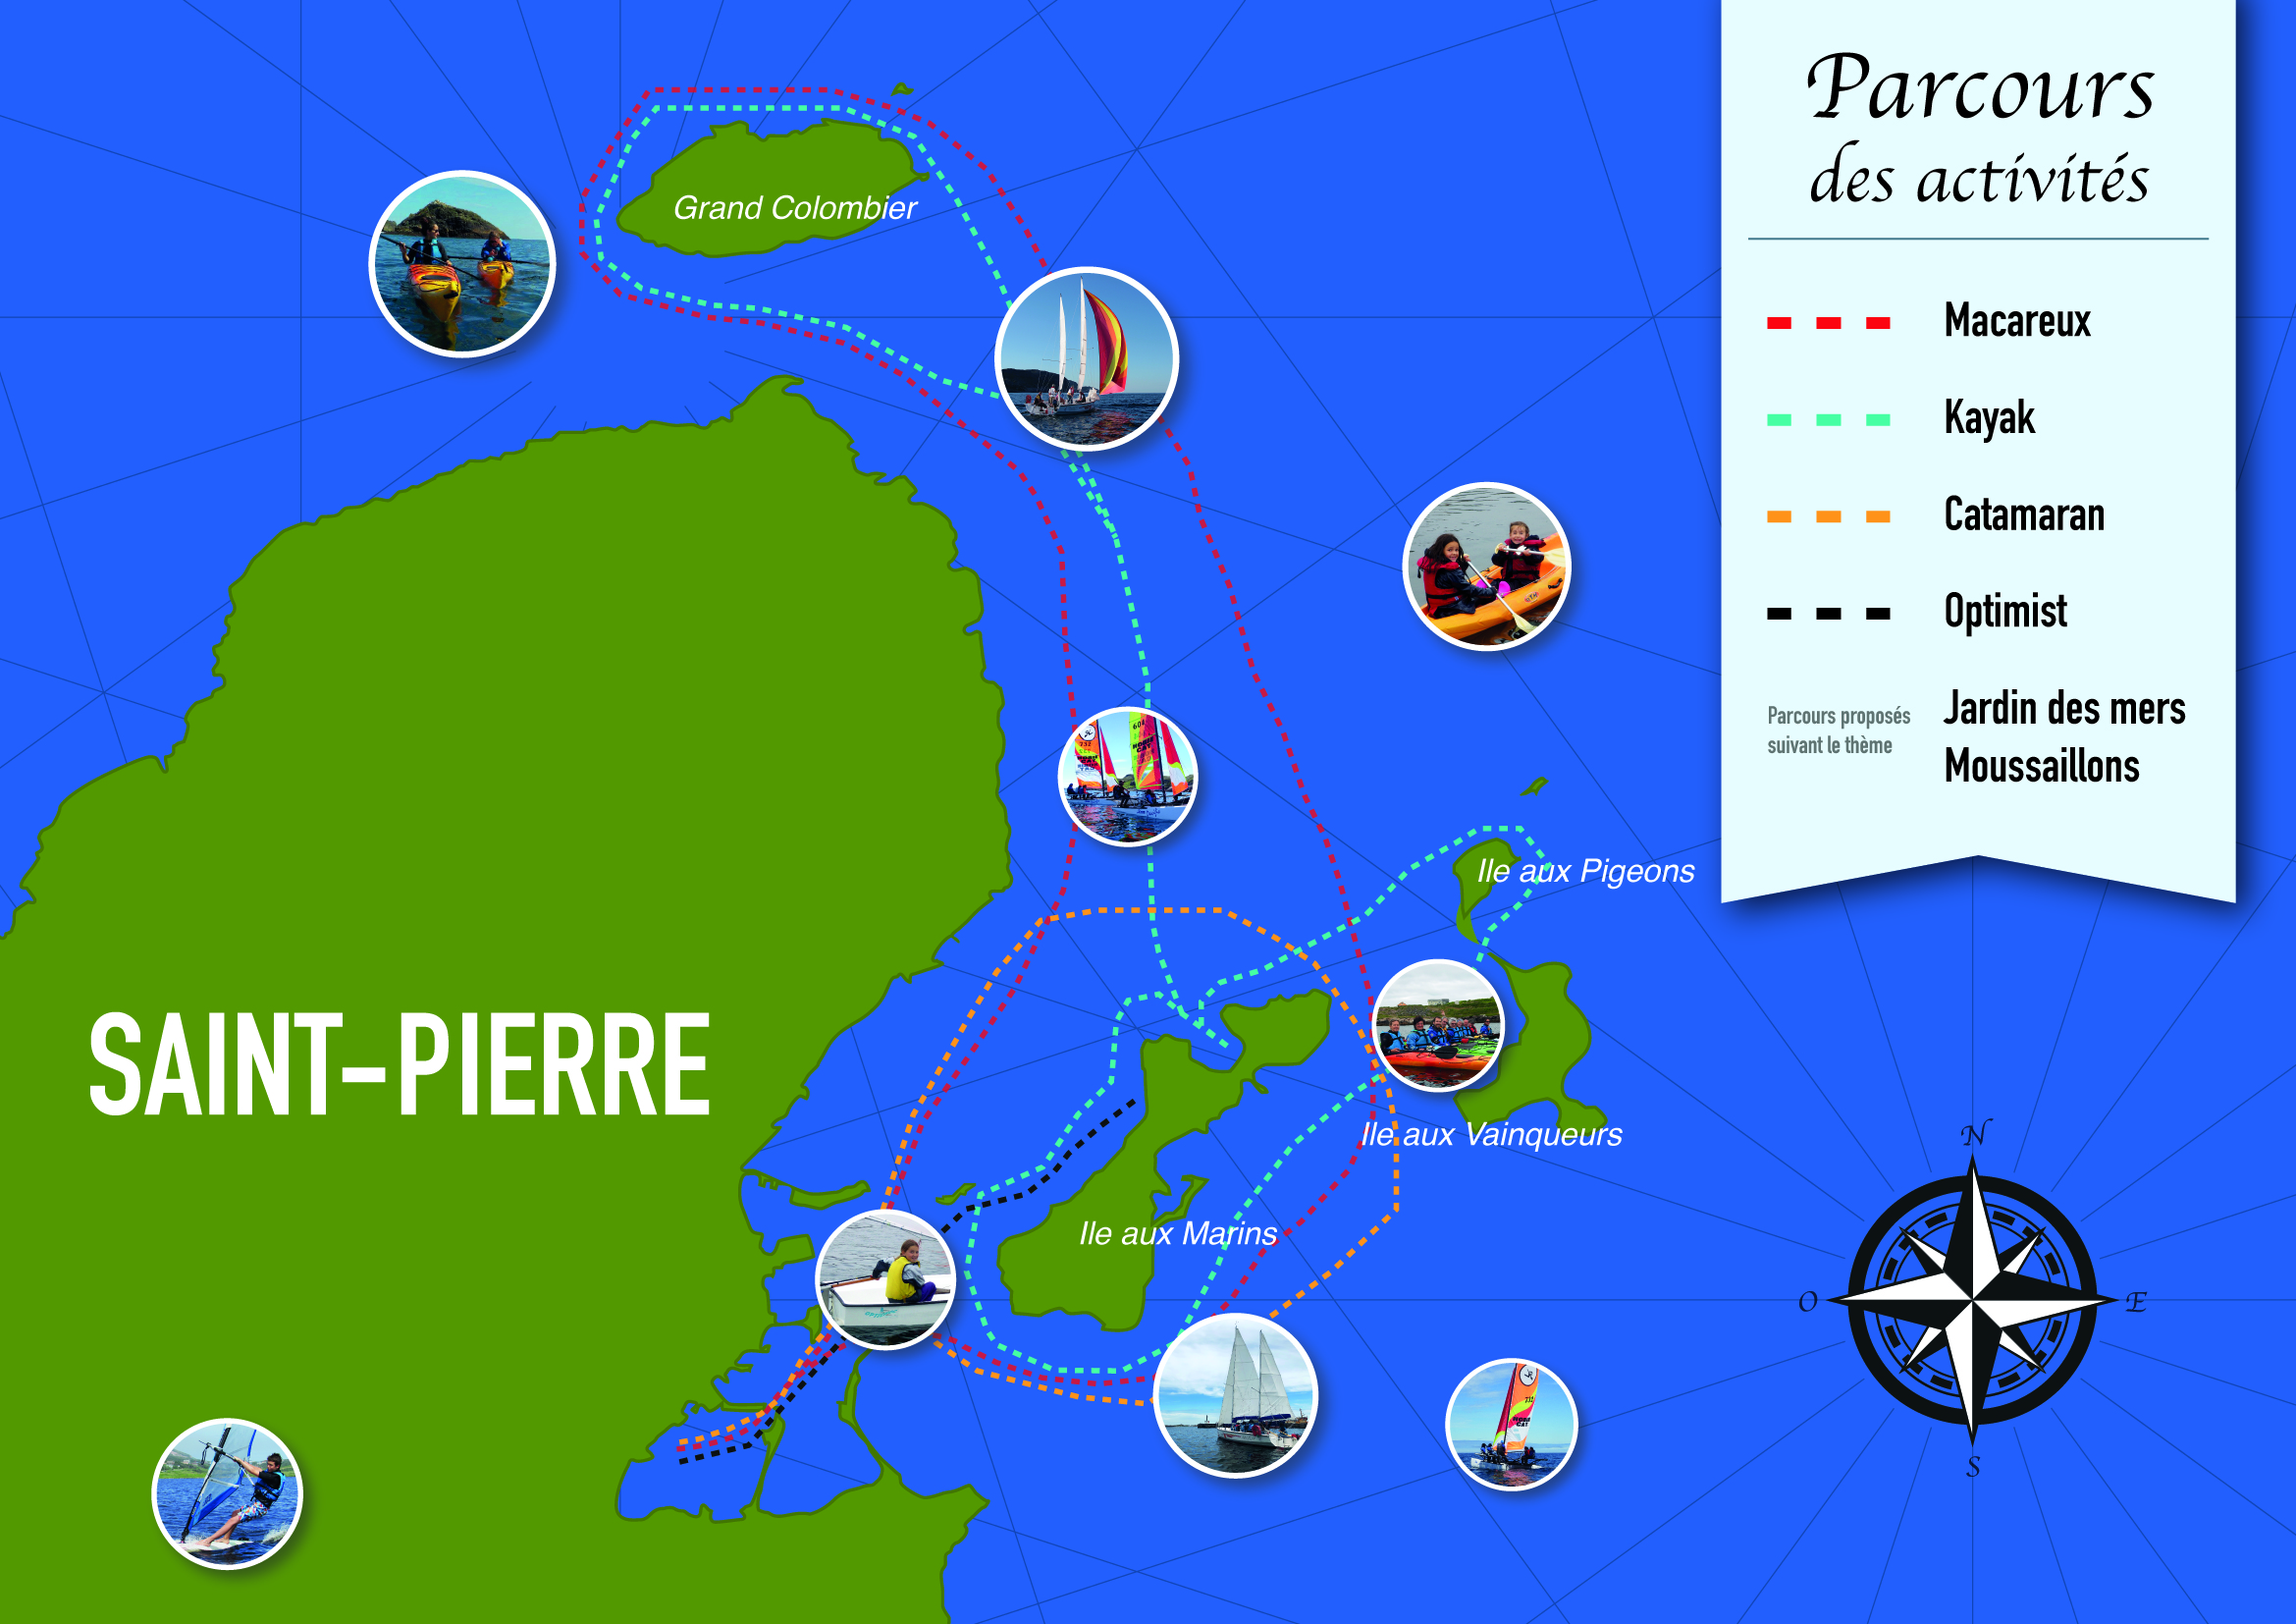 Parcours
des activités
Macareux
Kayak
Catamaran
Optimist
Parcours proposés
suivant le thème
Jardin des mers
Moussaillons
Grand Colombier
Ile aux Pigeons
SAINT-PIERRE
Ile aux Vainqueurs
Ile aux Marins
N
O
E
S